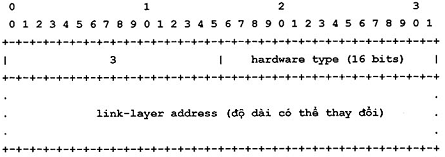 0                   1                   2                   3
0 1 2 3 4 5 6 7 8 9 0 1 2 3 4 5 6 7 8 9 0 1 2 3 4 5 6 7 8 9 0 1
+-+-+-+-+-+-+-+-+-+-+-+-+-+-+-+-+-+-+-+-+-+-+-+-+-+-+-+-+-+-+-+-+
| 3 | hardware type (16 bits) |
+-+-+-+-+-+-+-+-+-+-+-+-+-+-+-+-+-+-+-+-+-+-+-+-+-+-+-+-+-+-+-+-+
. .
. link-layer address (độ dài có thể thay đổi) .
. .
+-+-+-+-+-+-+-+-+-+-+-+-+-+-+-+-+-+-+-+-+-+-+-+-+-+-+-+-+-+-+-+-+